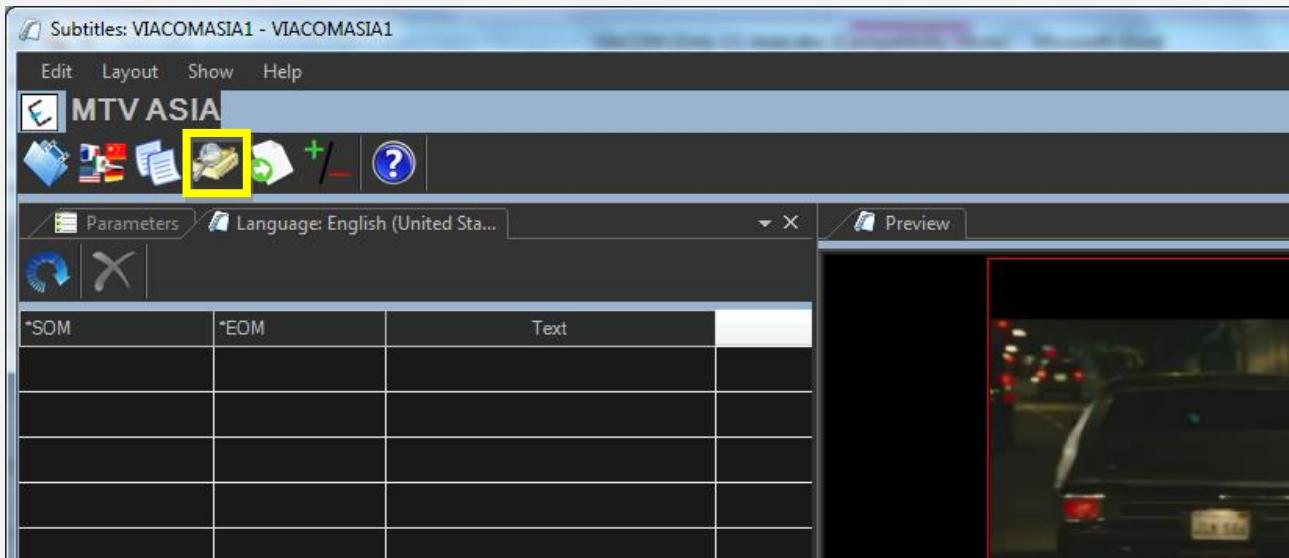 Subtitles: VIACOMASIA1 - VIACOMASIA1
Edit Layout Show Help
MTV ASIA
Parameters Language: English (United Sta... Preview
*SOM *EOM Text